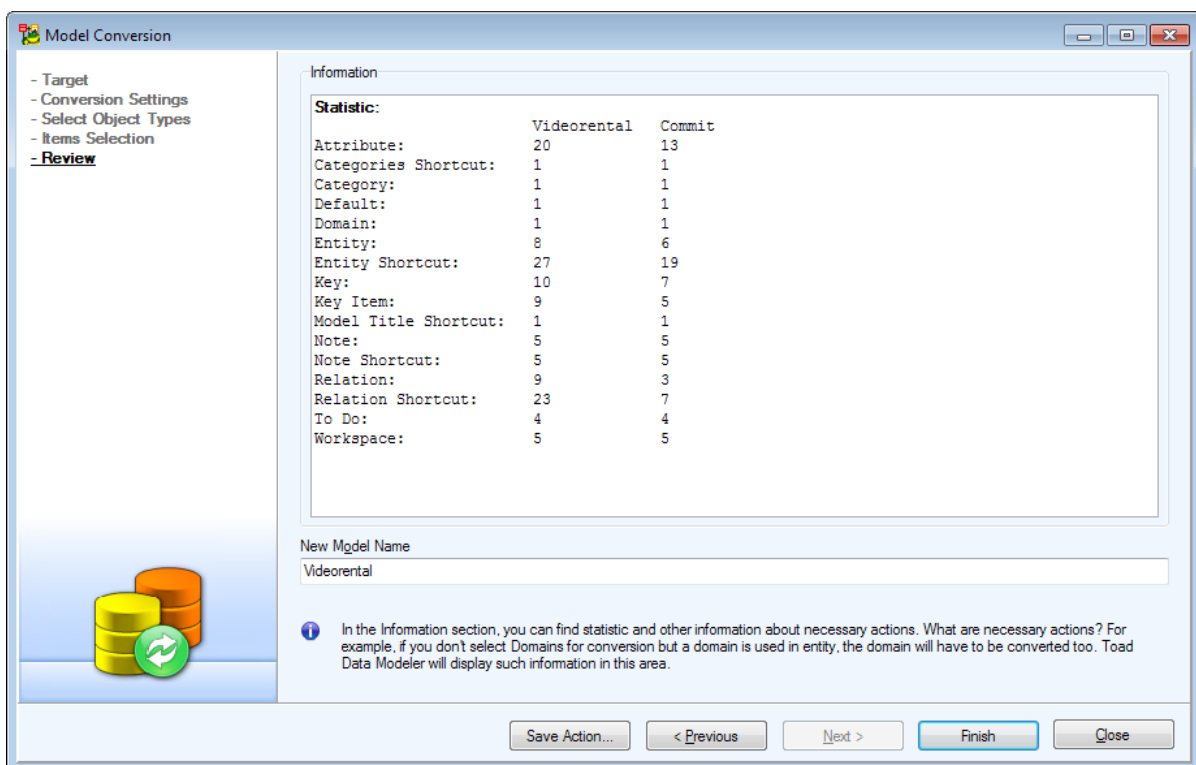 Model Conversion
- Target
- Conversion Settings
- Select Object Types
- Items Selection
- Review
Information
Statistic:
Videorental Commit
Attribute: 20 13
Categories Shortcut: 1 1
Category: 1 1
Default: 1 1
Domain: 1 1
Entity: 8 6
Entity Shortcut: 27 19
Key: 10 7
Key Item: 9 5
Model Title Shortcut: 1 1
Note: 5 5
Note Shortcut: 5 5
Relation: 9 3
Relation Shortcut: 23 7
To Do: 4 4
Workspace: 5 5
New Model Name
Videorental
In the Information section, you can find statistic and other information about necessary actions. What are necessary actions? For
example, if you don't select Domains for conversion but a domain is used in entity, the domain will have to be converted too. Toad
Data Modeler will display such information in this area.
Save Action... < Previous Next > Finish Close